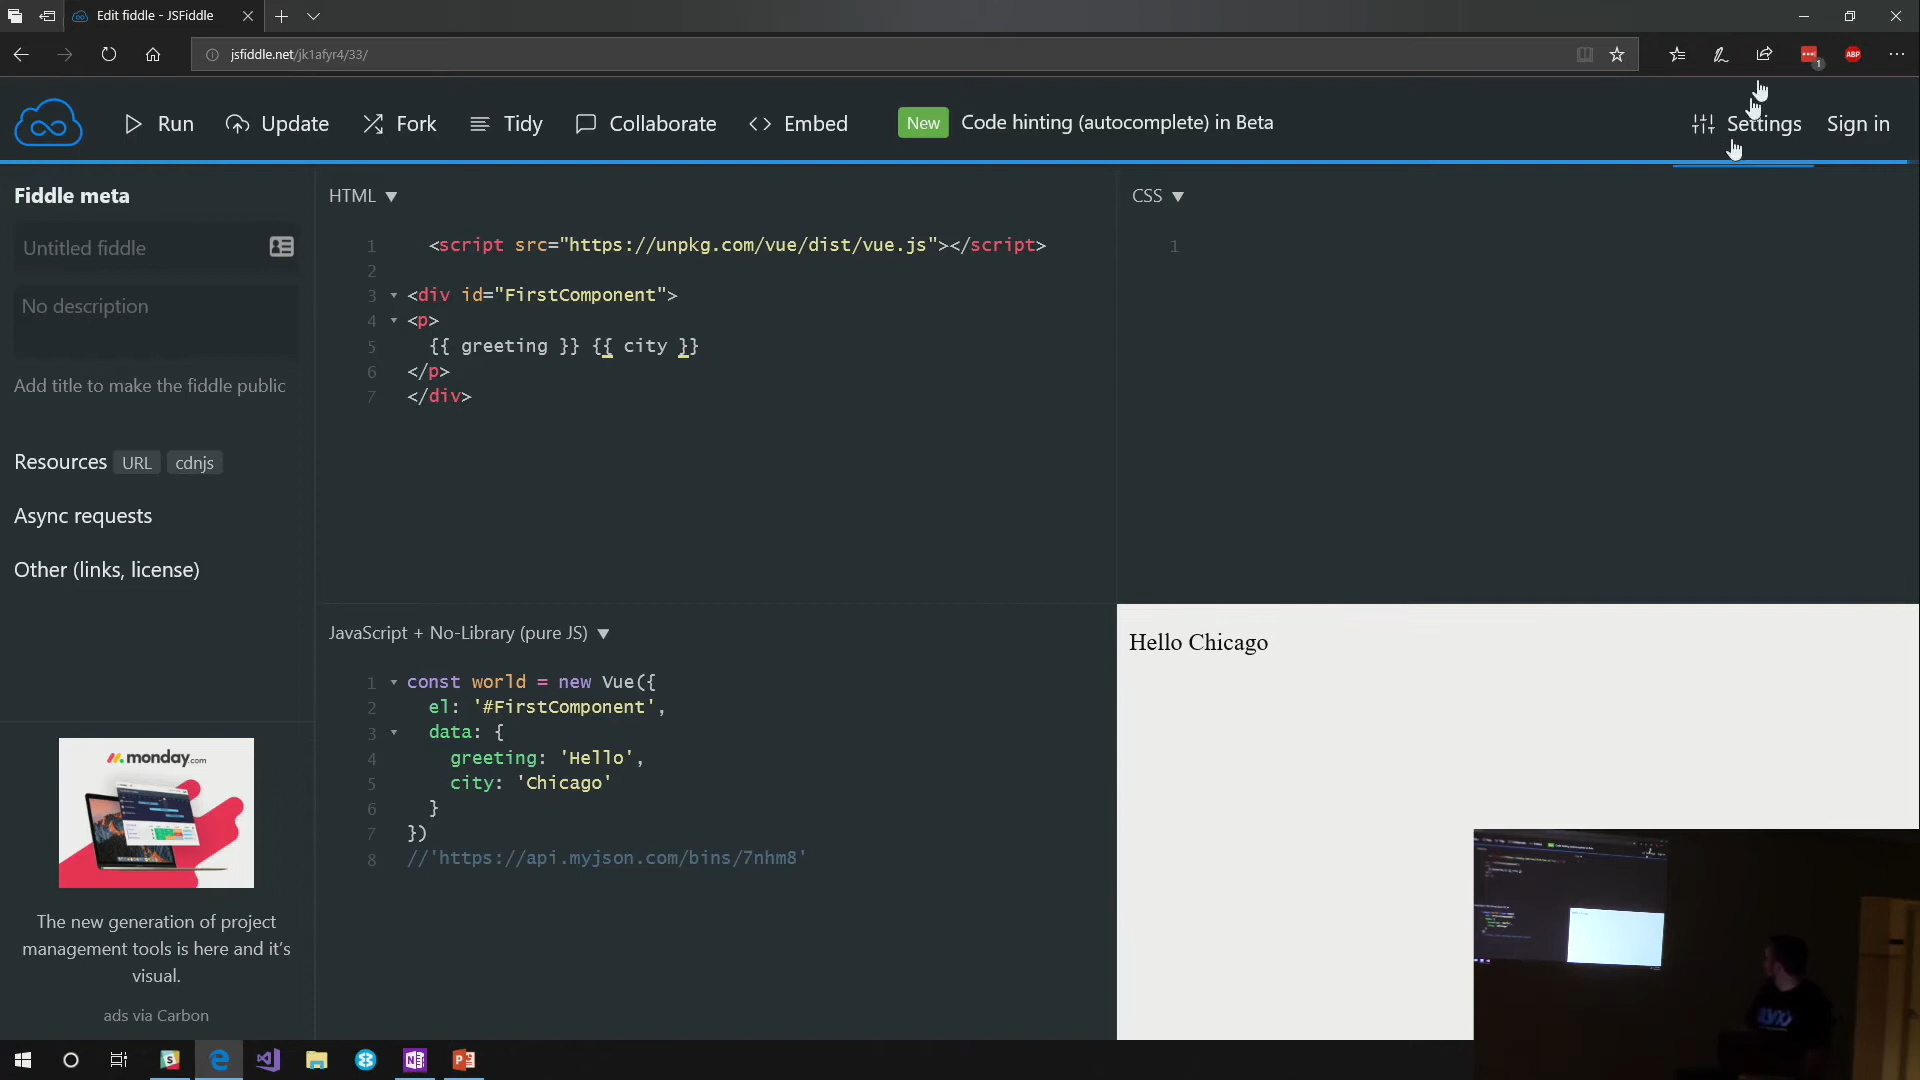 Edit fiddle - JSFiddle
jsfiddle.net/jk1afyr4/33/
1
ABP
Run
Update
Fork
Tidy
Collaborate
Embed
New
Code hinting (autocomplete) in Beta
Settings
Sign in
Fiddle meta
Untitled fiddle
No description
Add title to make the fiddle public
Resources URL cdnjs
Async requests
Other (links, license)
monday.com
The new generation of project
management tools is here and it's
visual.
ads via Carbon
HTML ▼
1 <script src="https://unpkg.com/vue/dist/vue.js"></script>
2
3 <div id="FirstComponent">
4 <p>
5 {{ greeting }} {{ city }}
6 </p>
7 </div>
CSS ▼
1
JavaScript + No-Library (pure JS) ▼
1 const world = new Vue({
2 el: '#FirstComponent',
3 data: {
4 greeting: 'Hello',
5 city: 'Chicago'
6 }
7 })
8 //'https://api.myjson.com/bins/7nhm8'
Hello Chicago